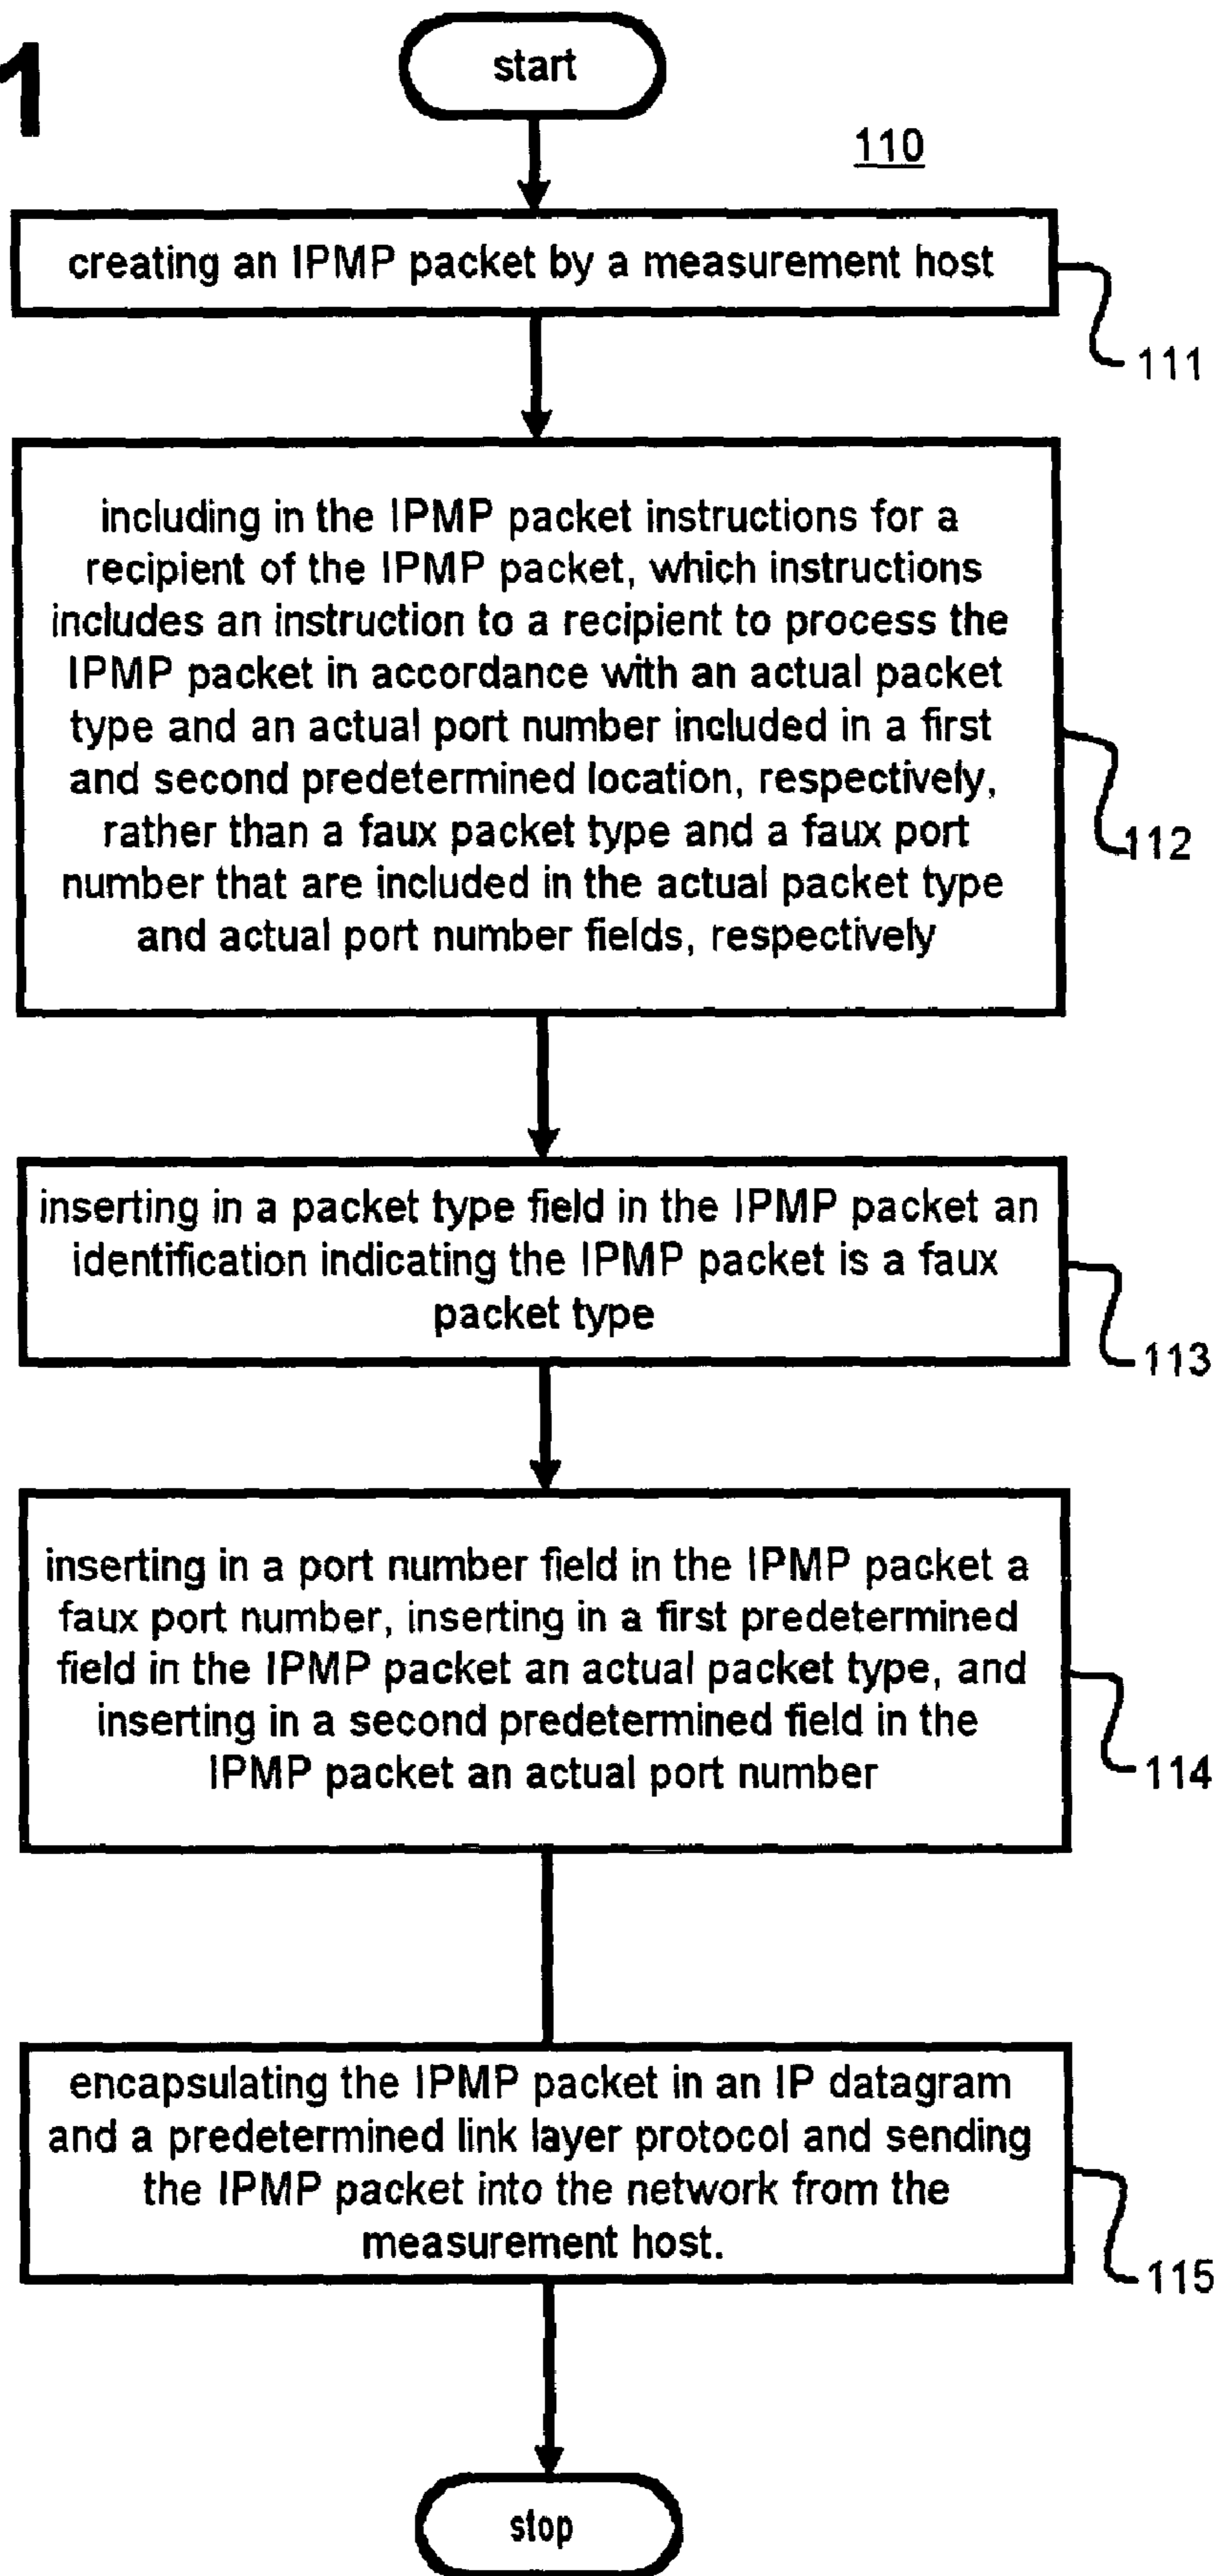 1
start
110
creating an IPMP packet by a measurement host
111
including in the IPMP packet instructions for a
recipient of the IPMP packet, which instructions
includes an instruction to a recipient to process the
IPMP packet in accordance with an actual packet
type and an actual port number included in a first
and second predetermined location, respectively,
rather than a faux packet type and a faux port
number that are included in the actual packet type
and actual port number fields, respectively
112
inserting in a packet type field in the IPMP packet an
identification indicating the IPMP packet is a faux
packet type
113
inserting in a port number field in the IPMP packet a
faux port number, inserting in a first predetermined
field in the IPMP packet an actual packet type, and
inserting in a second predetermined field in the
IPMP packet an actual port number
114
encapsulating the IPMP packet in an IP datagram
and a predetermined link layer protocol and sending
the IPMP packet into the network from the
measurement host.
115
stop